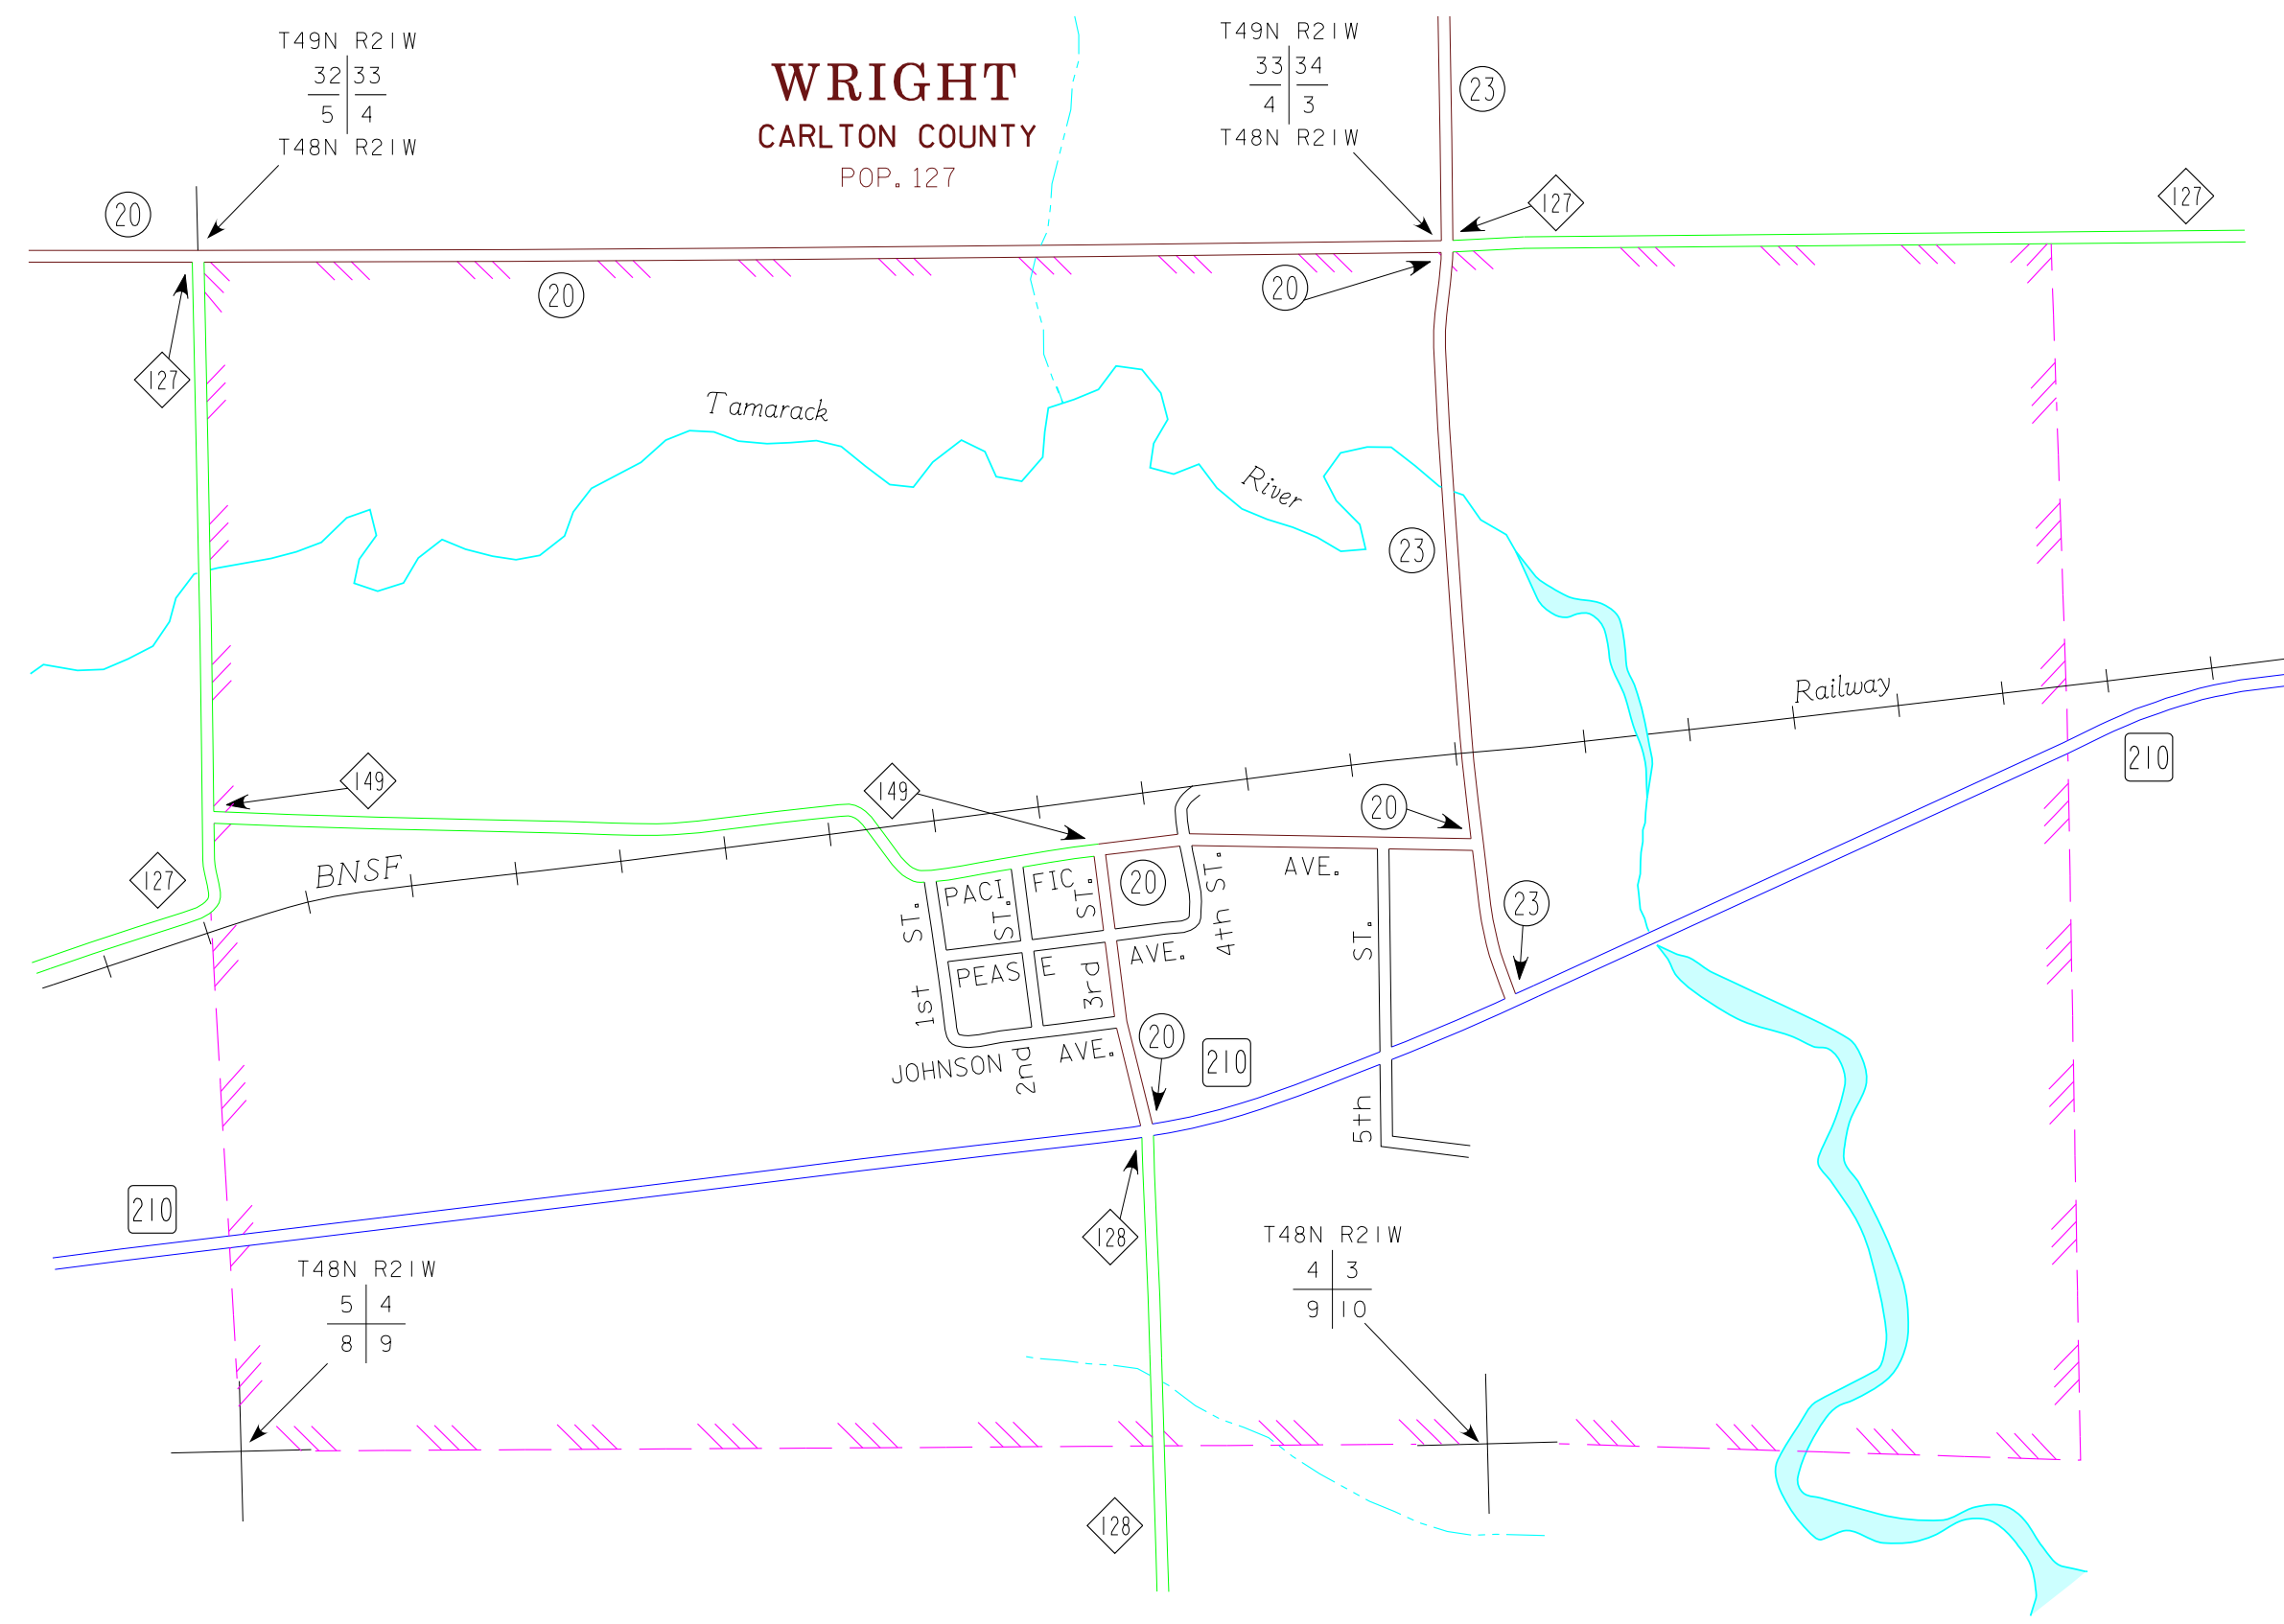 T49N R21W
32 33
5 4
T48N R21W
WRIGHT
CARLTON COUNTY
POP. 127
T49N R21W
33 34
4 3
T48N R21W
23
127
127
20
20
20
127
Tamarack
River
23
Railway
210
149
149
20
BNSF
127
PACIFIC
AVE.
20
ST.
ST.
ST.
4th ST.
23
PEASE
AVE.
1st
3rd
ST.
JOHNSON
2nd
AVE.
20
210
5th
210
128
T48N R21W
5 4
8 9
T48N R21W
4 3
9 10
128